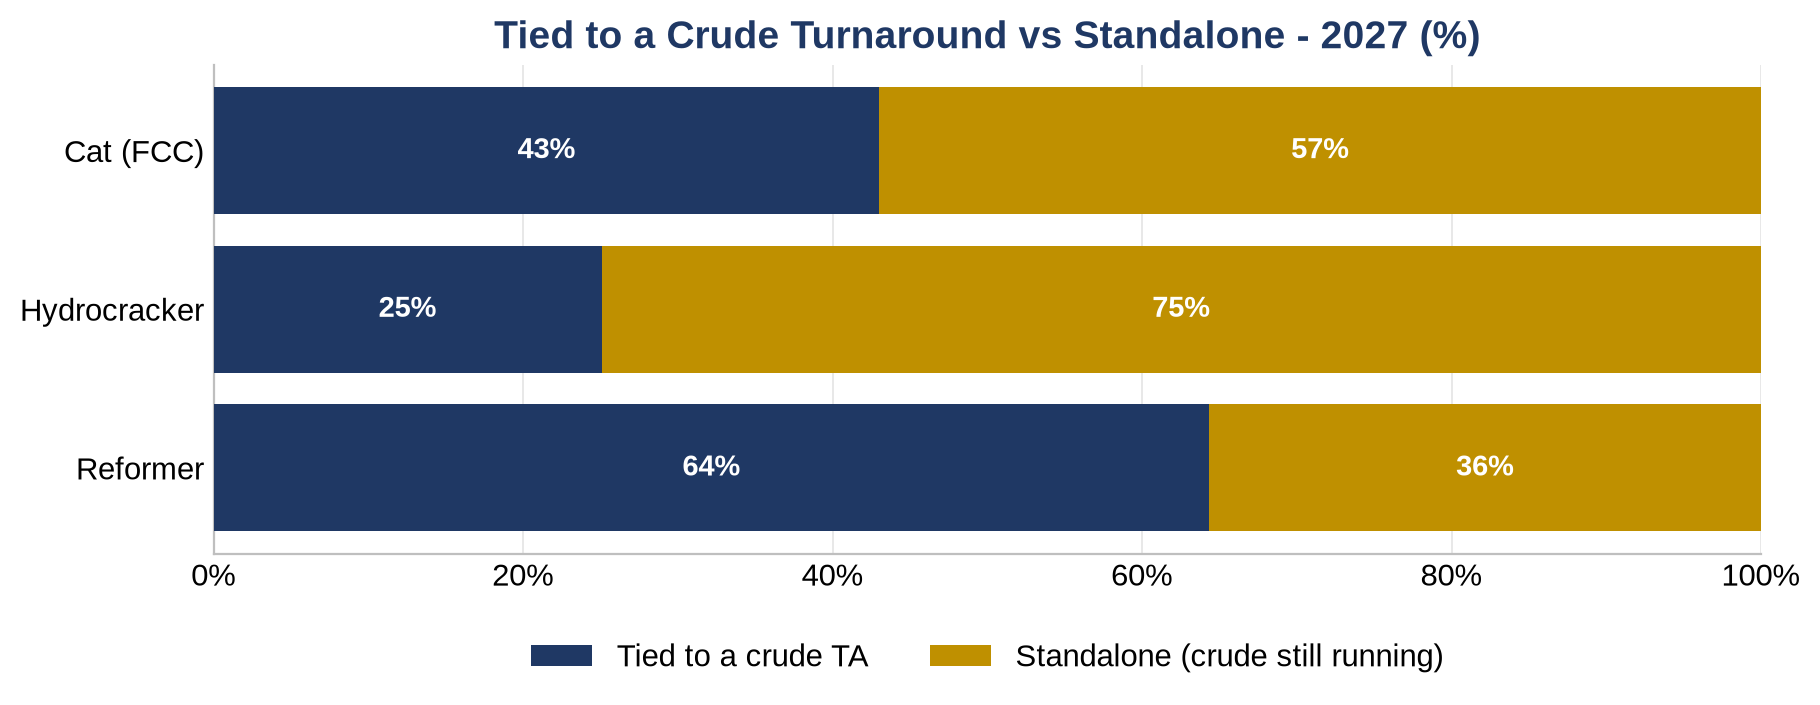 Tied to a Crude Turnaround vs Standalone - 2027 (%)
Cat (FCC)
43%
57%
Hydrocracker
25%
75%
Reformer
64%
36%
0%
20%
40%
60%
80%
100%
Tied to a crude TA
Standalone (crude still running)